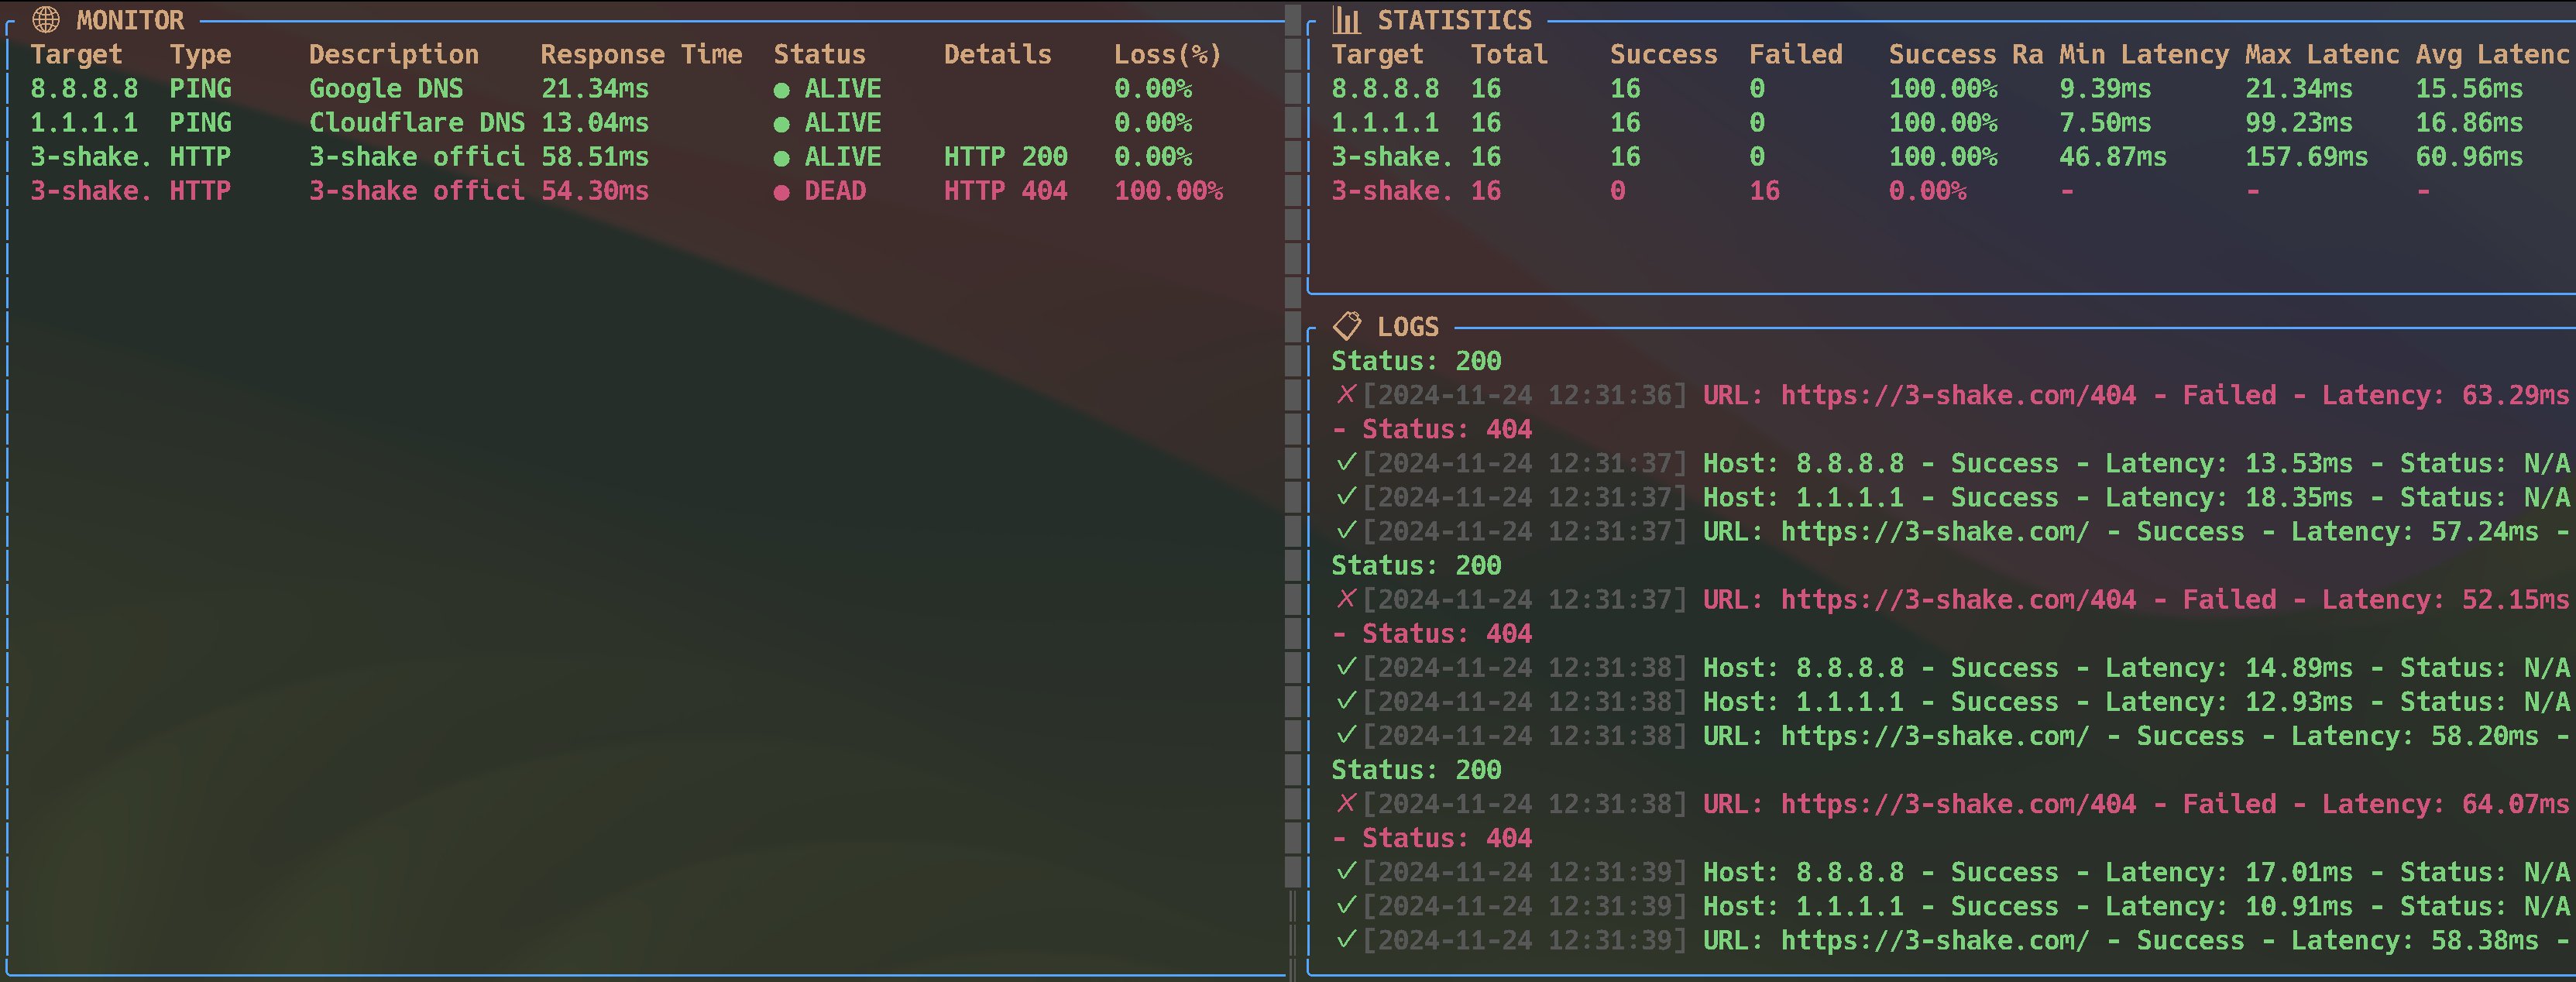 MONITOR
Target Type Description Response Time Status Details Loss(%)
8.8.8.8 PING Google DNS 21.34ms ● ALIVE 0.00%
1.1.1.1 PING Cloudflare DNS 13.04ms ● ALIVE 0.00%
3-shake. HTTP 3-shake offici 58.51ms ● ALIVE HTTP 200 0.00%
3-shake. HTTP 3-shake offici 54.30ms ● DEAD HTTP 404 100.00%
STATISTICS
Target Total Success Failed Success Ra Min Latency Max Latenc Avg Latenc
8.8.8.8 16 16 0 100.00% 9.39ms 21.34ms 15.56ms
1.1.1.1 16 16 0 100.00% 7.50ms 99.23ms 16.86ms
3-shake. 16 16 0 100.00% 46.87ms 157.69ms 60.96ms
3-shake. 16 0 16 0.00% - - -
LOGS
Status: 200
✗[2024-11-24 12:31:36] URL: https://3-shake.com/404 - Failed - Latency: 63.29ms
- Status: 404
✓[2024-11-24 12:31:37] Host: 8.8.8.8 - Success - Latency: 13.53ms - Status: N/A
✓[2024-11-24 12:31:37] Host: 1.1.1.1 - Success - Latency: 18.35ms - Status: N/A
✓[2024-11-24 12:31:37] URL: https://3-shake.com/ - Success - Latency: 57.24ms -
Status: 200
✗[2024-11-24 12:31:37] URL: https://3-shake.com/404 - Failed - Latency: 52.15ms
- Status: 404
✓[2024-11-24 12:31:38] Host: 8.8.8.8 - Success - Latency: 14.89ms - Status: N/A
✓[2024-11-24 12:31:38] Host: 1.1.1.1 - Success - Latency: 12.93ms - Status: N/A
✓[2024-11-24 12:31:38] URL: https://3-shake.com/ - Success - Latency: 58.20ms -
Status: 200
✗[2024-11-24 12:31:38] URL: https://3-shake.com/404 - Failed - Latency: 64.07ms
- Status: 404
✓[2024-11-24 12:31:39] Host: 8.8.8.8 - Success - Latency: 17.01ms - Status: N/A
✓[2024-11-24 12:31:39] Host: 1.1.1.1 - Success - Latency: 10.91ms - Status: N/A
✓[2024-11-24 12:31:39] URL: https://3-shake.com/ - Success - Latency: 58.38ms -